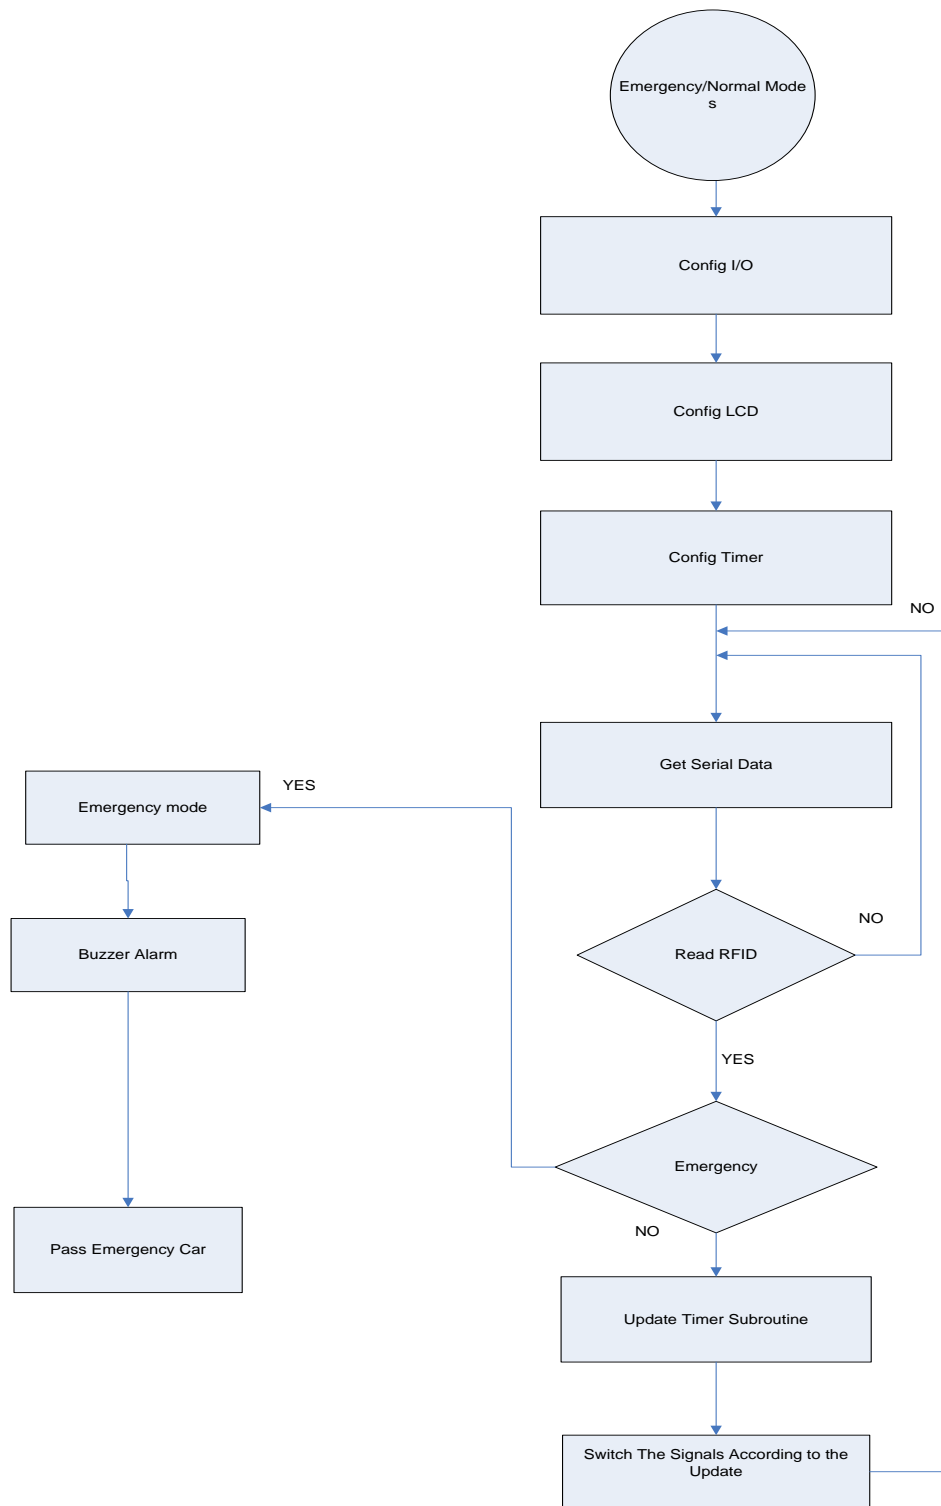 Emergency/Normal Mode
s
Config I/O
Config LCD
Config Timer
NO
Get Serial Data
YES
Emergency mode
NO
Read RFID
Buzzer Alarm
YES
Emergency
NO
Pass Emergency Car
Update Timer Subroutine
Switch The Signals According to the
Update